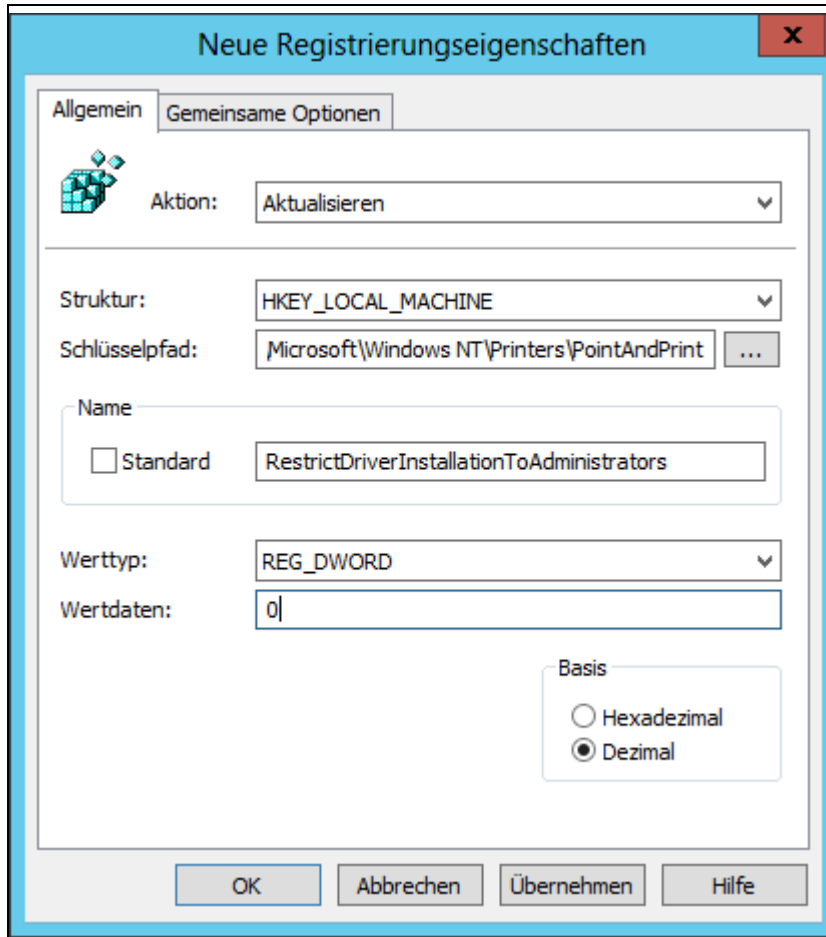 Neue Registrierungseigenschaften
x
Allgemein
Gemeinsame Optionen
Aktion:
Aktualisieren
Struktur:
HKEY_LOCAL_MACHINE
Schlüsselpfad:
Microsoft\Windows NT\Printers\PointAndPrint
...
Name
Standard
RestrictDriverInstallationToAdministrators
Werttyp:
REG_DWORD
Wertdaten:
0
Basis
Hexadezimal
Dezimal
OK
Abbrechen
Übernehmen
Hilfe